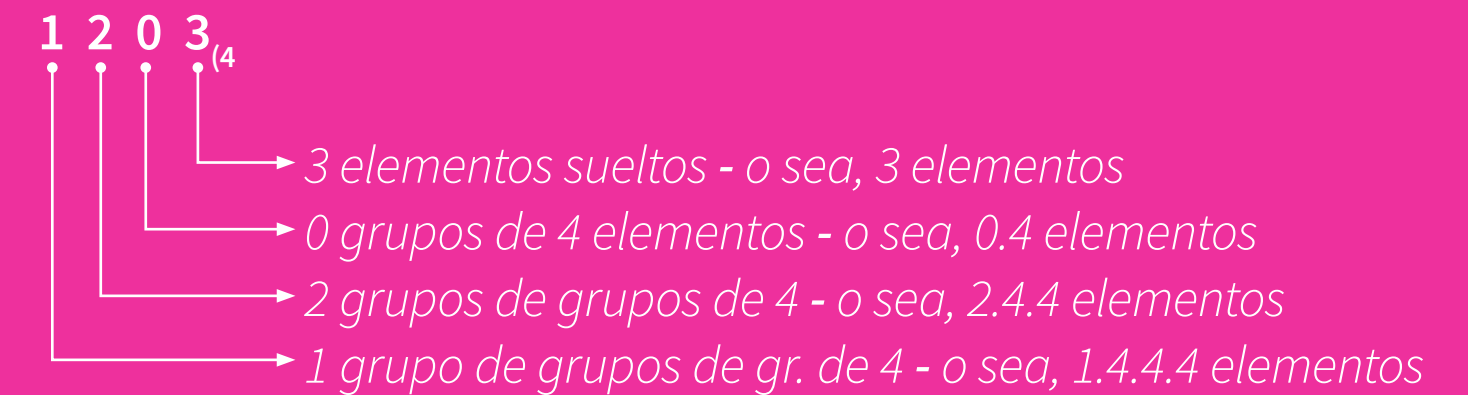 1 2 0 3(4
3 elementos sueltos - o sea, 3 elementos
0 grupos de 4 elementos - o sea, 0.4 elementos
2 grupos de grupos de 4 - o sea, 2.4.4 elementos
1 grupo de grupos de gr. de 4 - o sea, 1.4.4.4 elementos